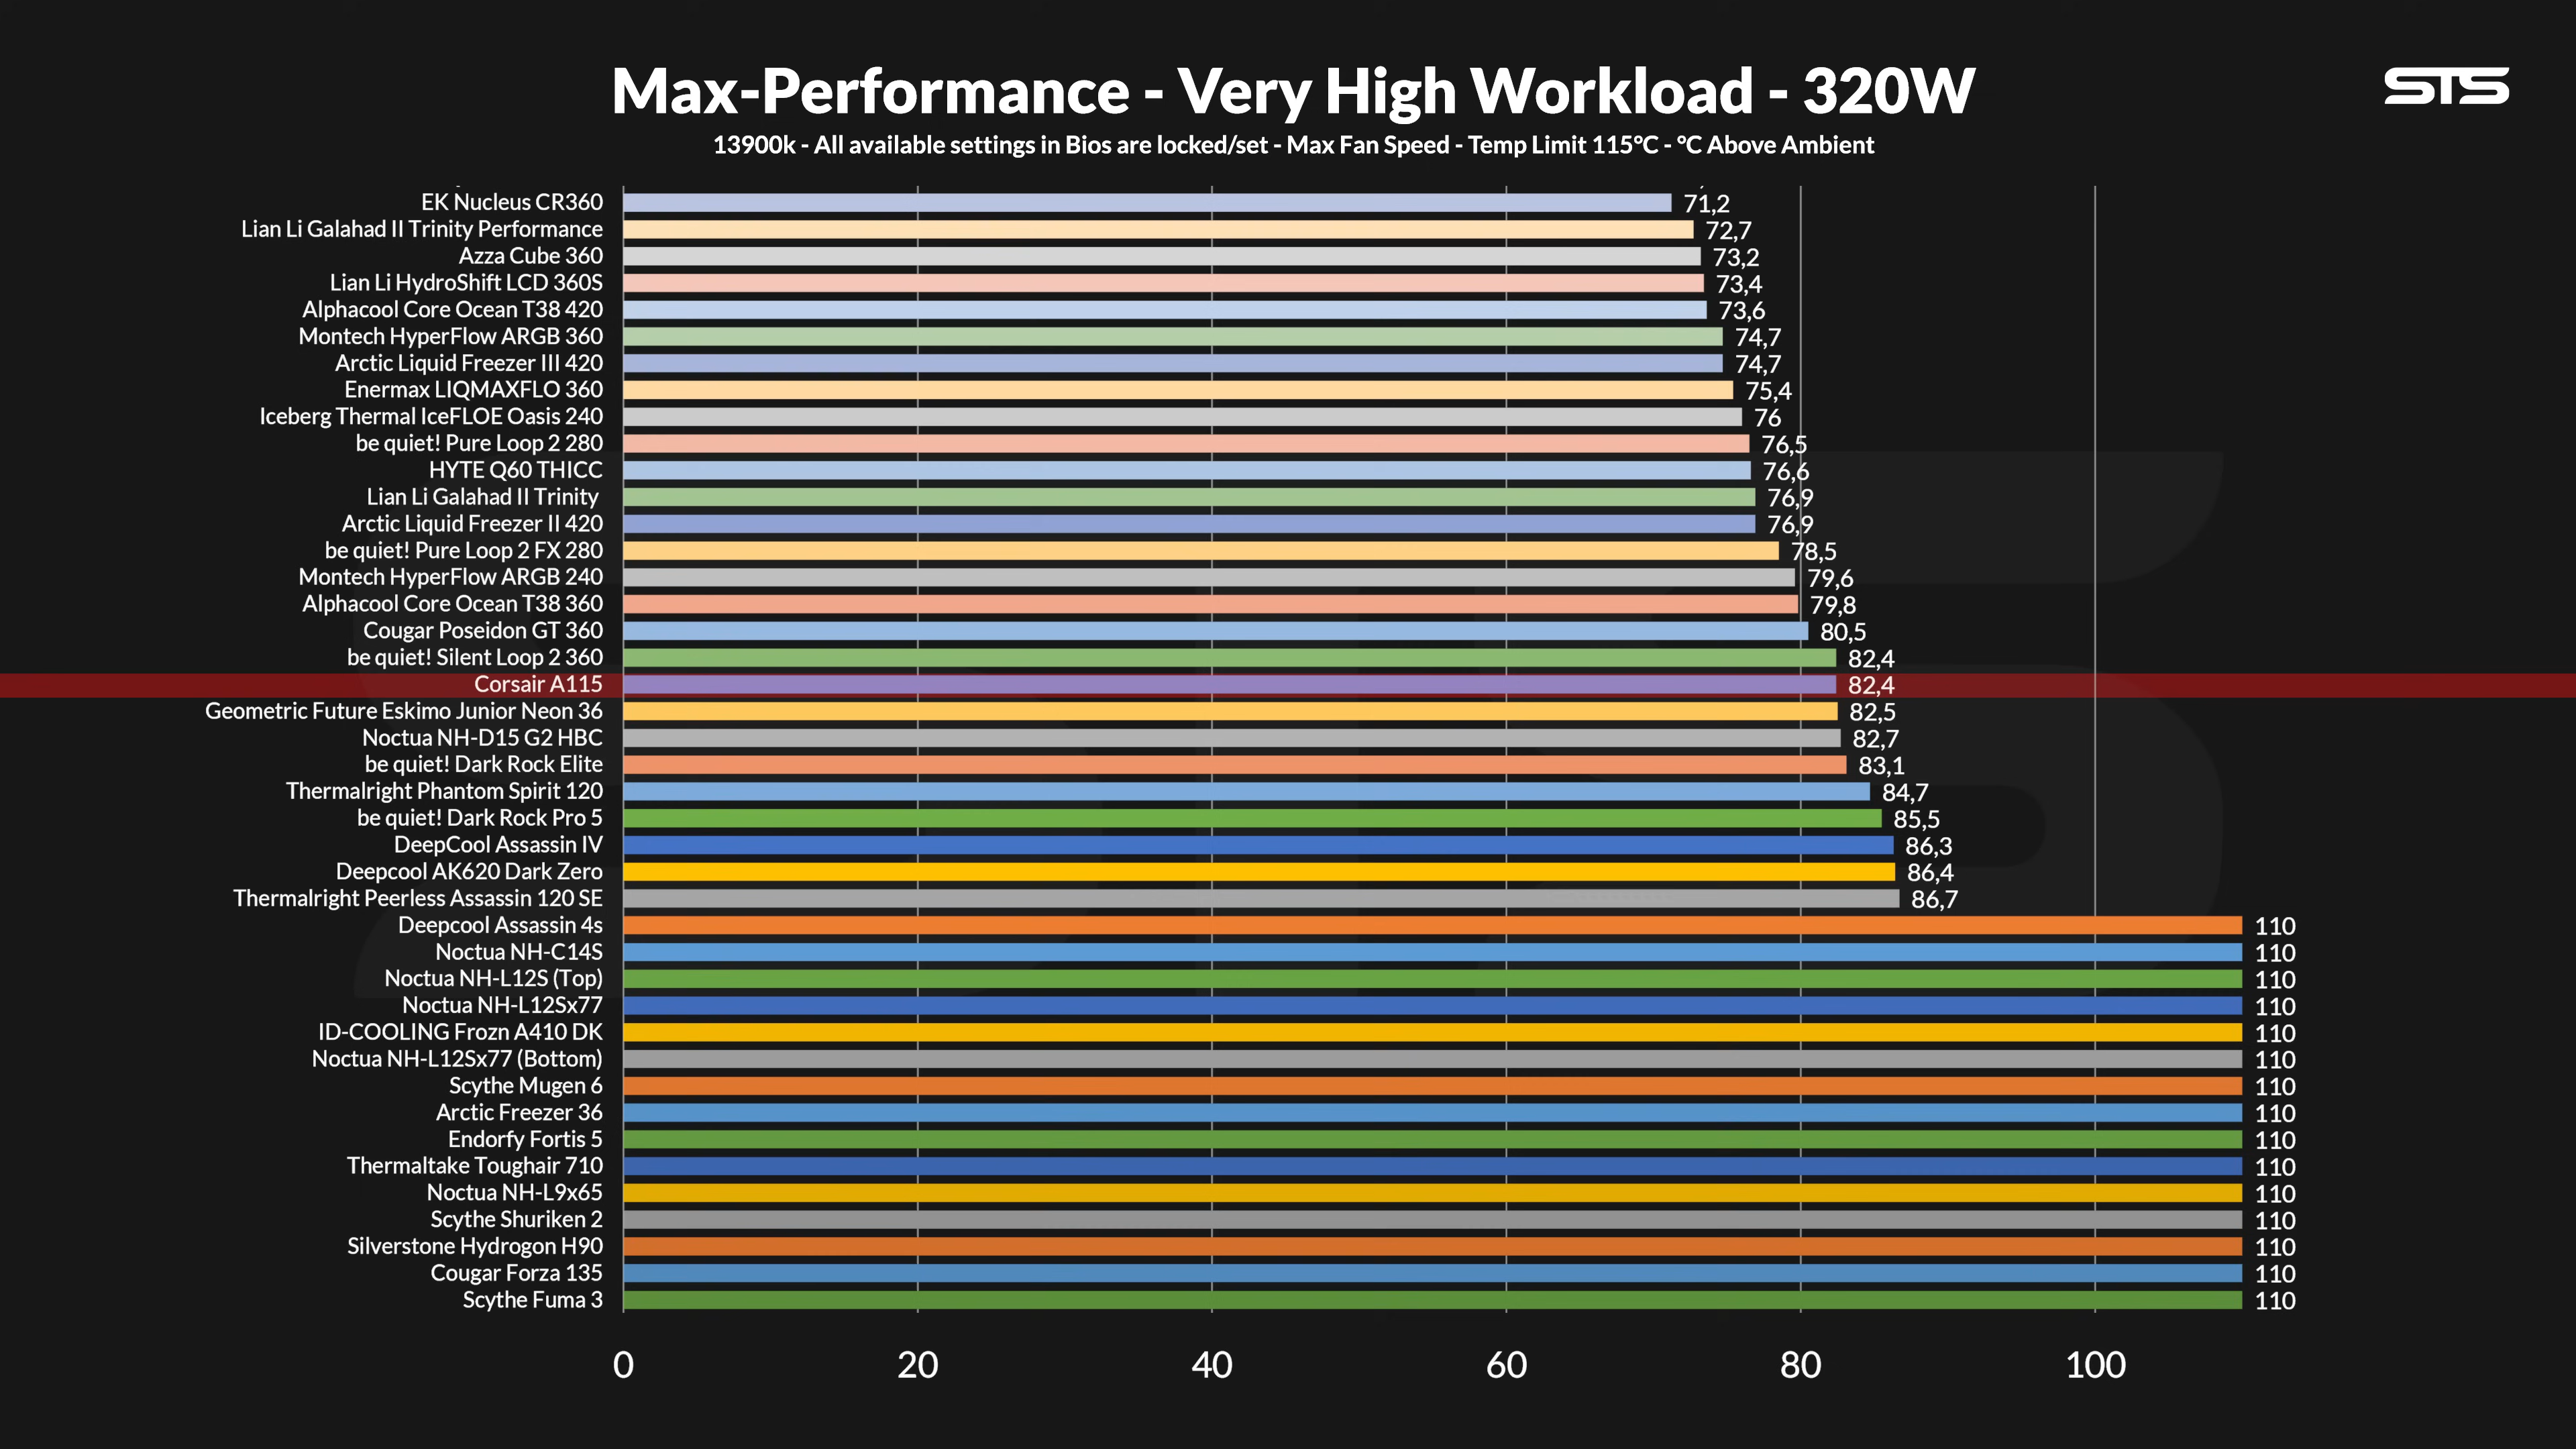 Max-Performance - Very High Workload - 320W
STS
13900k - All available settings in Bios are locked/set - Max Fan Speed - Temp Limit 115°C - °C Above Ambient
EK Nucleus CR360 71,2
Lian Li Galahad II Trinity Performance 72,7
Azza Cube 360 73,2
Lian Li HydroShift LCD 360S 73,4
Alphacool Core Ocean T38 420 73,6
Montech HyperFlow ARGB 360 74,7
Arctic Liquid Freezer III 420 74,7
Enermax LIQMAXFLO 360 75,4
Iceberg Thermal IceFLOE Oasis 240 76
be quiet! Pure Loop 2 280 76,5
HYTE Q60 THICC 76,6
Lian Li Galahad II Trinity 76,9
Arctic Liquid Freezer II 420 76,9
be quiet! Pure Loop 2 FX 280 78,5
Montech HyperFlow ARGB 240 79,6
Alphacool Core Ocean T38 360 79,8
Cougar Poseidon GT 360 80,5
be quiet! Silent Loop 2 360 82,4
Corsair A115 82,4
Geometric Future Eskimo Junior Neon 36 82,5
Noctua NH-D15 G2 HBC 82,7
be quiet! Dark Rock Elite 83,1
Thermalright Phantom Spirit 120 84,7
be quiet! Dark Rock Pro 5 85,5
DeepCool Assassin IV 86,3
Deepcool AK620 Dark Zero 86,4
Thermalright Peerless Assassin 120 SE 86,7
Deepcool Assassin 4s 110
Noctua NH-C14S 110
Noctua NH-L12S (Top) 110
Noctua NH-L12Sx77 110
ID-COOLING Frozn A410 DK 110
Noctua NH-L12Sx77 (Bottom) 110
Scythe Mugen 6 110
Arctic Freezer 36 110
Endorfy Fortis 5 110
Thermaltake Toughair 710 110
Noctua NH-L9x65 110
Scythe Shuriken 2 110
Silverstone Hydrogon H90 110
Cougar Forza 135 110
Scythe Fuma 3 110
0 20 40 60 80 100